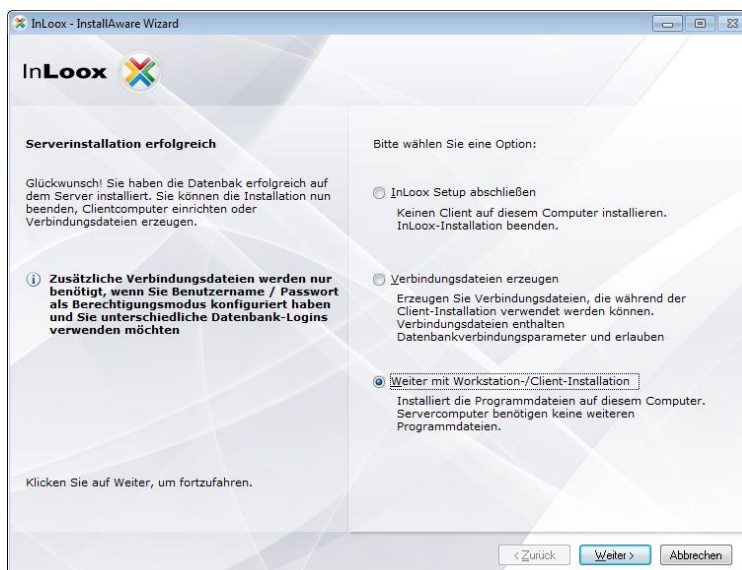 InLoox - InstallAware Wizard
InLoox
Serverinstallation erfolgreich
Glückwunsch! Sie haben die Datenbak erfolgreich auf
dem Server installiert. Sie können die Installation nun
beenden, Clientcomputer einrichten oder
Verbindungsdateien erzeugen.
Zusätzliche Verbindungsdateien werden nur
benötigt, wenn Sie Benutzername / Passwort
als Berechtigungsmodus konfiguriert haben
und Sie unterschiedliche Datenbank-Logins
verwenden möchten
Klicken Sie auf Weiter, um fortzufahren.
Bitte wählen Sie eine Option:
InLoox Setup abschließen
Keinen Client auf diesem Computer installieren.
InLoox-Installation beenden.
Verbindungsdateien erzeugen
Erzeugen Sie Verbindungsdateien, die während der
Client-Installation verwendet werden können.
Verbindungsdateien enthalten
Datenbankverbindungsparameter und erlauben
Weiter mit Workstation-/Client-Installation
Installiert die Programmdateien auf diesem Computer.
Servercomputer benötigen keine weiteren
Programmdateien.
< Zurück
Weiter >
Abbrechen